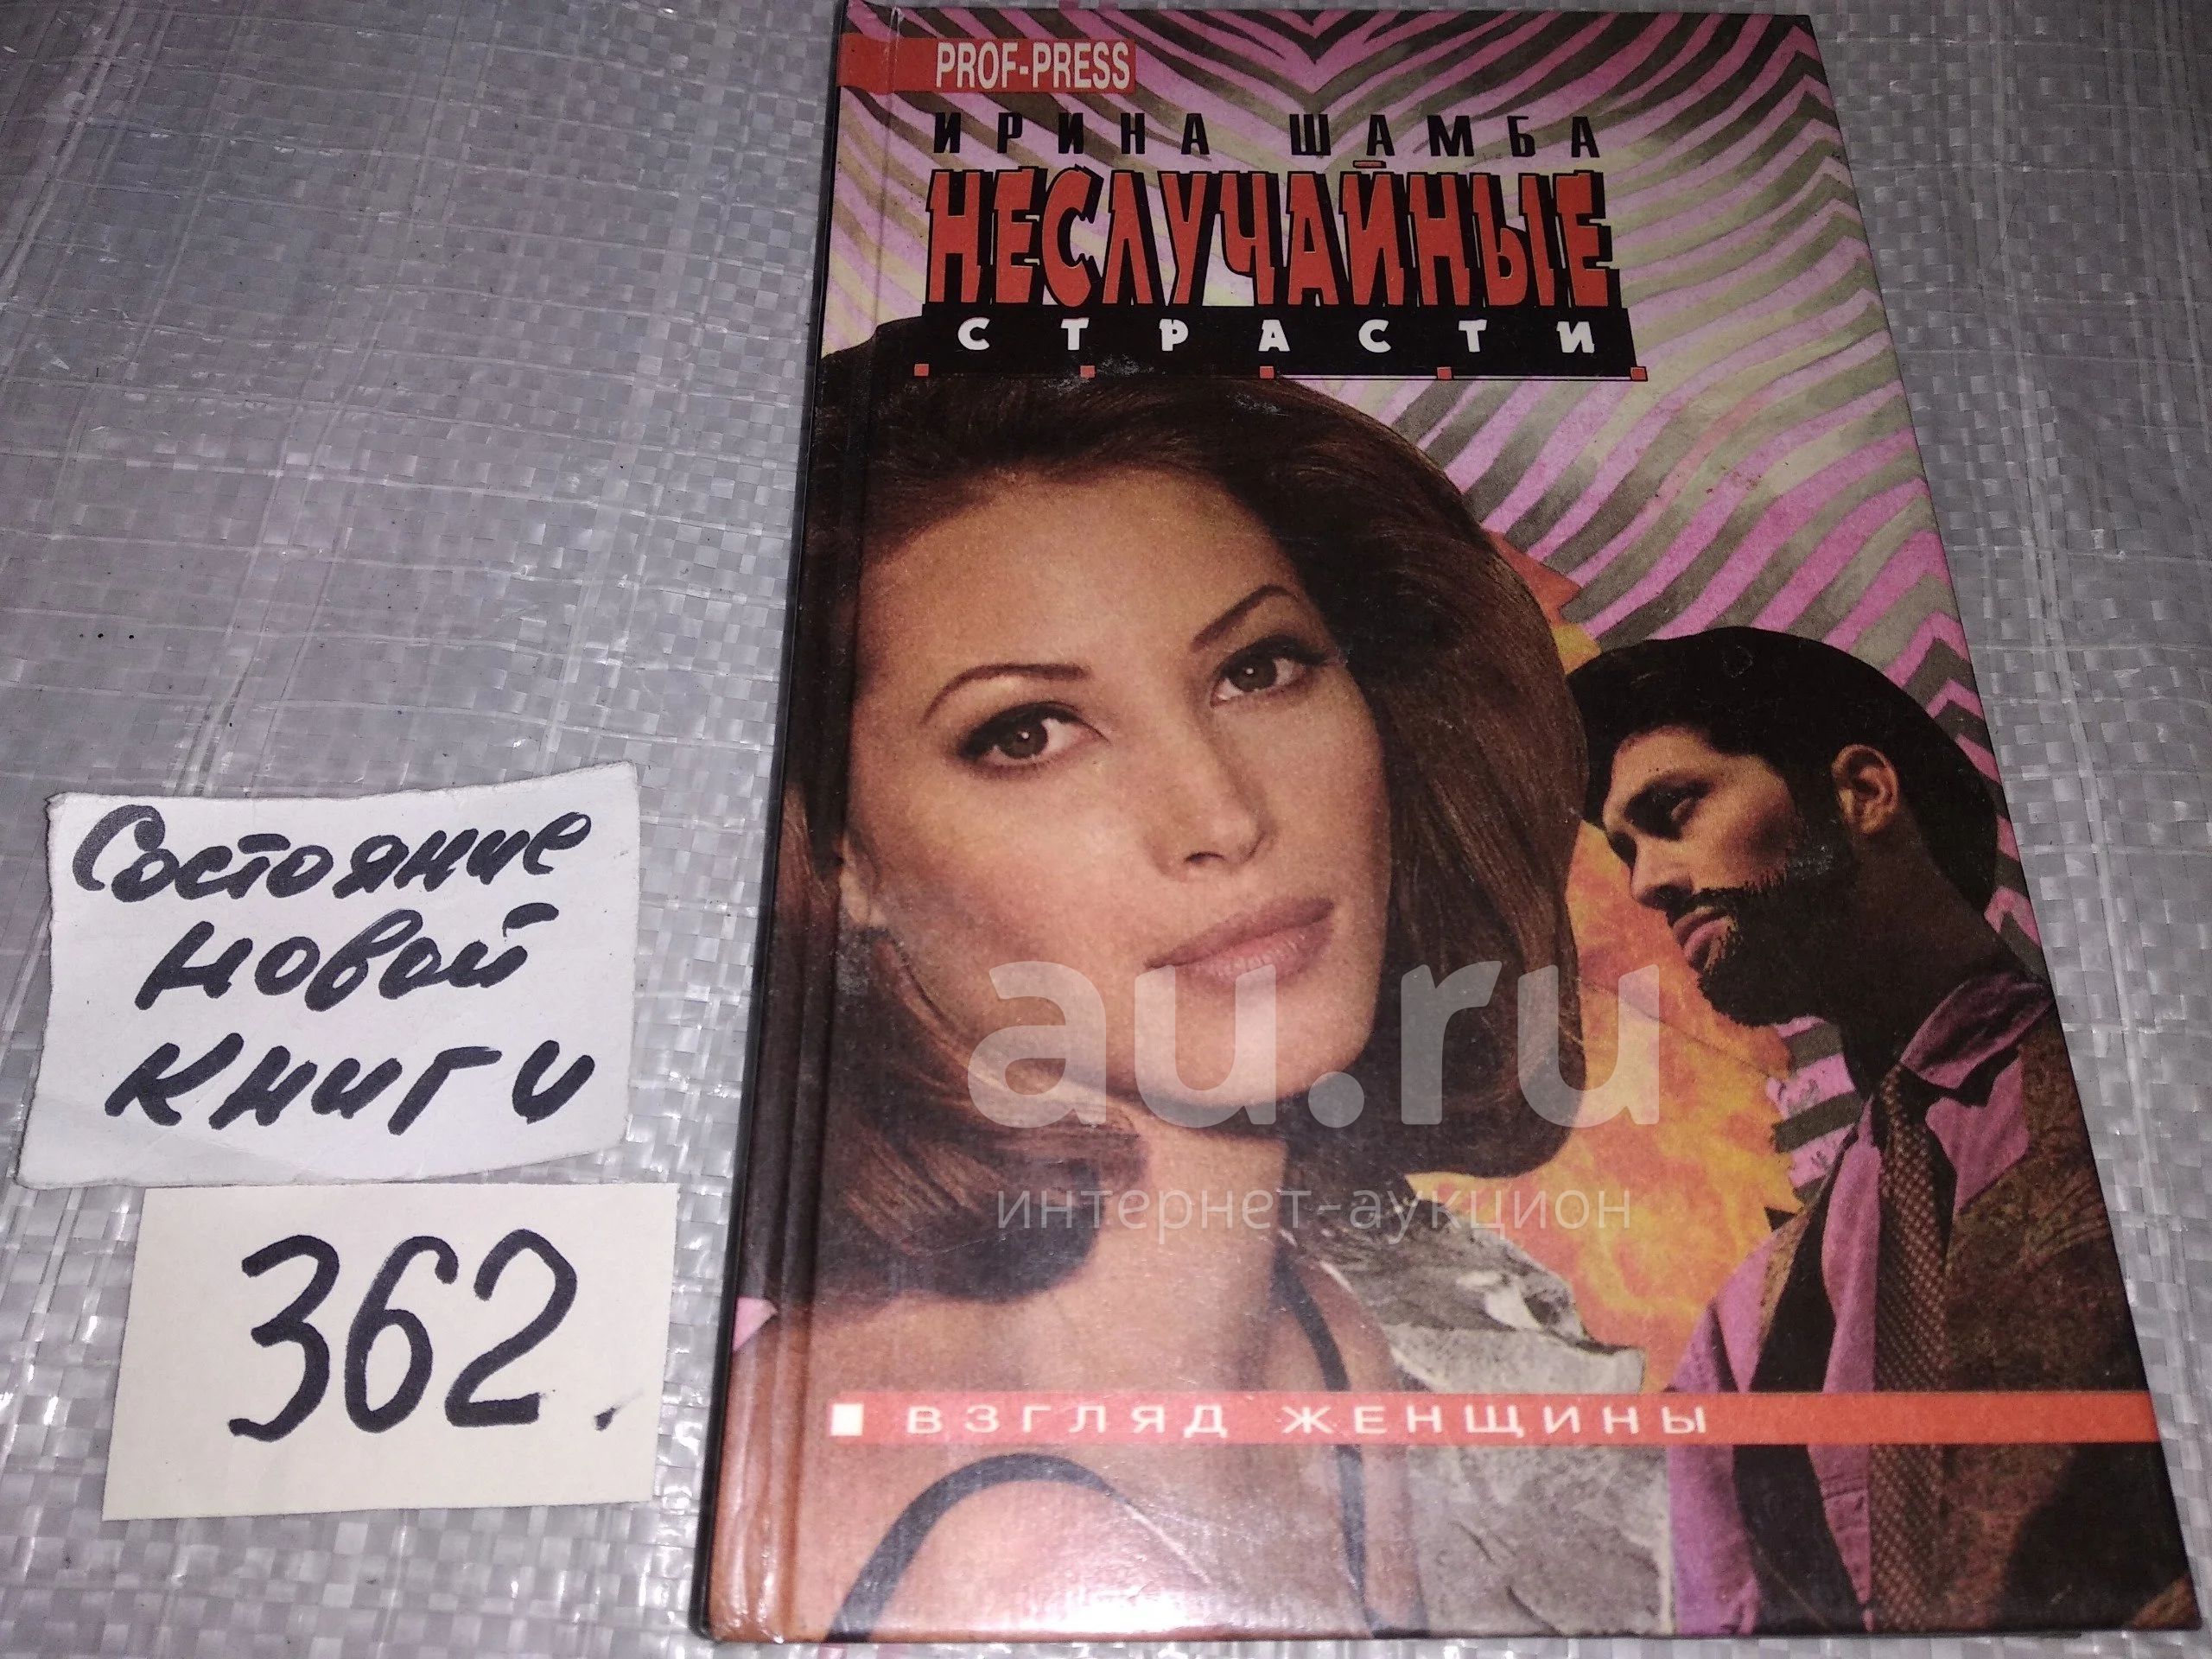 PROF-PRESS
ИРИНА ШАМБА
НЕСЛУЧАЙНЫЕ
СТРАСТИ
Состояние
новой
книги
362.
au.ru
интернет-аукцион
ВЗГЛЯД ЖЕНЩИНЫ